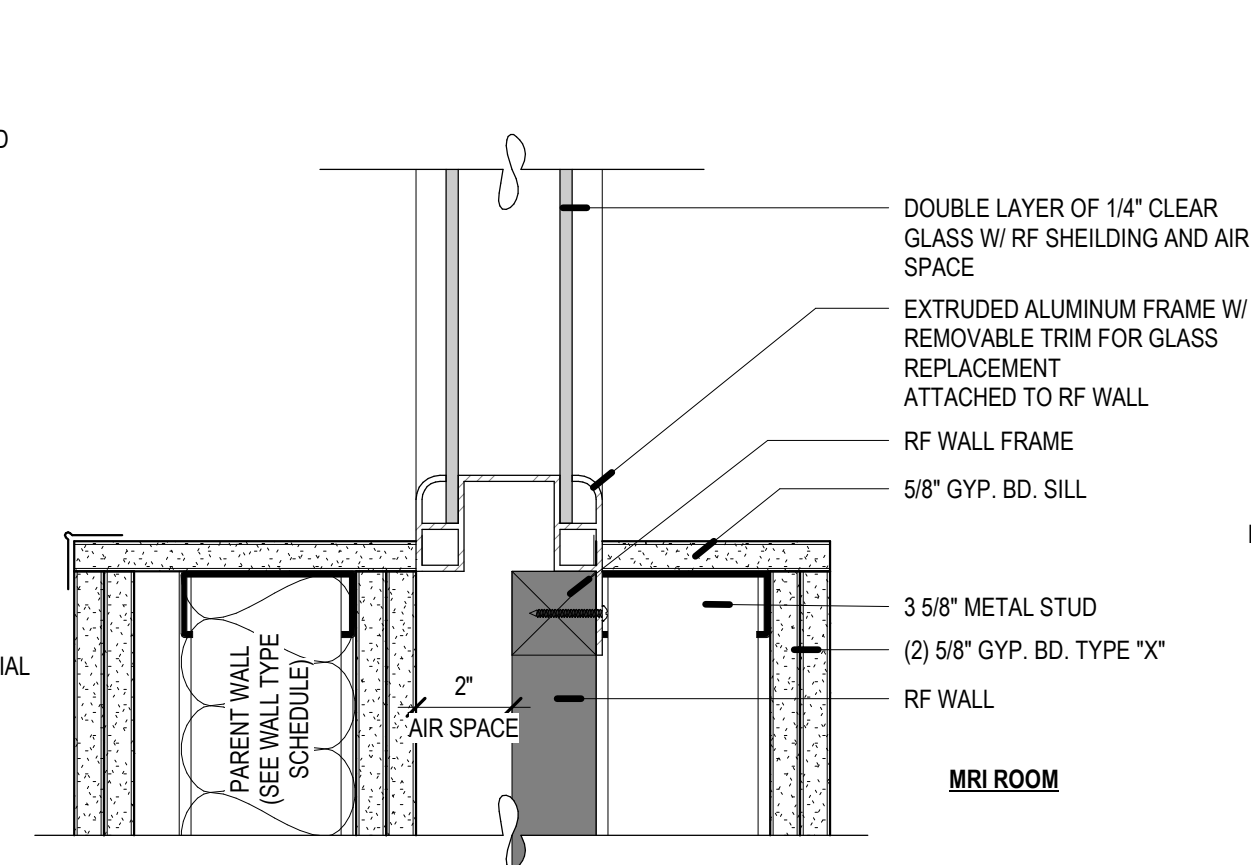 DOUBLE LAYER OF 1/4" CLEAR
GLASS W/ RF SHEILDING AND AIR
SPACE
EXTRUDED ALUMINUM FRAME W/
REMOVABLE TRIM FOR GLASS
REPLACEMENT
ATTACHED TO RF WALL
RF WALL FRAME
5/8" GYP. BD. SILL
3 5/8" METAL STUD
(2) 5/8" GYP. BD. TYPE "X"
RF WALL
IAL
PARENT WALL
(SEE WALL TYPE
SCHEDULE)
2"
AIR SPACE
MRI ROOM